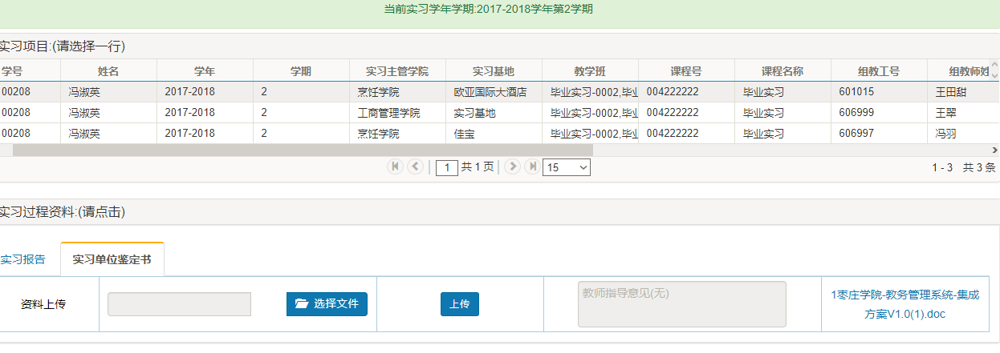 当前实习学年学期:2017-2018学年第2学期
实习项目:(请选择一行)
学号 姓名 学年 学期 实习主管学院 实习基地 教学班 课程号 课程名称 组教工号 组教师姓
00208 冯淑英 2017-2018 2 烹饪学院 欧亚国际大酒店 毕业实习-0002,毕业 004222222 毕业实习 601015 王田甜
00208 冯淑英 2017-2018 2 工商管理学院 实习基地 毕业实习-0002,毕业 004222222 毕业实习 606999 王翠
00208 冯淑英 2017-2018 2 烹饪学院 佳宝 毕业实习-0002,毕业 004222222 毕业实习 606997 冯羽
1 共 1 页 15 1 - 3 共 3 条
实习过程资料:(请点击)
实习报告 实习单位鉴定书
资料上传 选择文件 上传 教师指导意见(无) 1枣庄学院-教务管理系统-集成
方案V1.0(1).doc